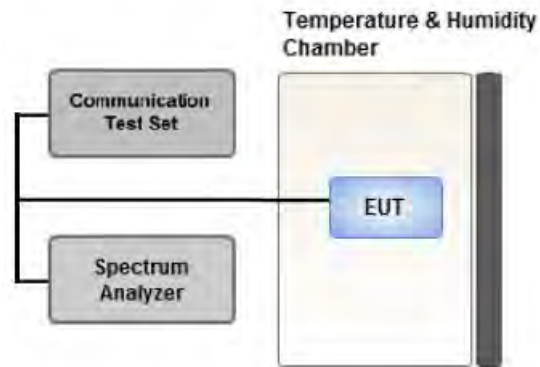 Temperature & Humidity
Chamber
Communication
Test Set
EUT
Spectrum
Analyzer